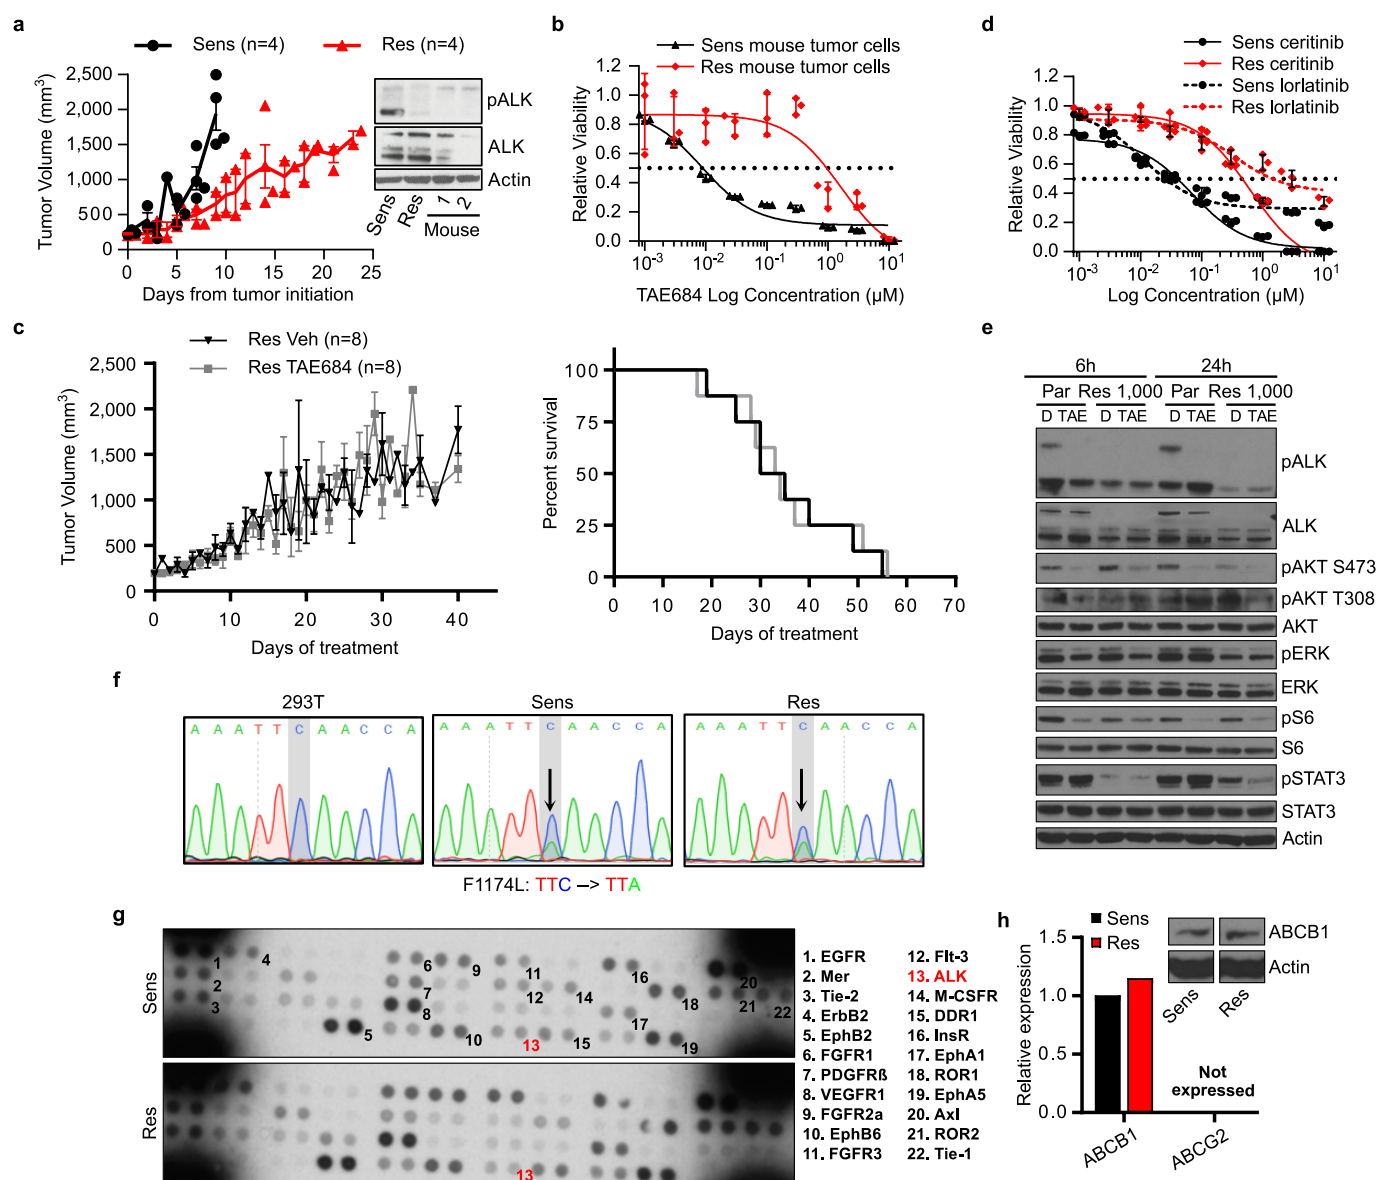 a
Sens (n=4)
Res (n=4)
Tumor Volume (mm3)
2,500
2,000
1,500
1,000
500
0
0 5 10 15 20 25
Days from tumor initiation
pALK
ALK
Actin
Sens Res 1 2
Mouse
b
Sens mouse tumor cells
Res mouse tumor cells
Relative Viability
1.2
1.0
0.8
0.6
0.4
0.2
0.0
10-3 10-2 10-1 100 101
TAE684 Log Concentration (µM)
d
Sens ceritinib
Res ceritinib
Sens lorlatinib
Res lorlatinib
Relative Viability
1.2
1.0
0.8
0.6
0.4
0.2
0.0
10-3 10-2 10-1 100 101
Log Concentration (µM)
c
Res Veh (n=8)
Res TAE684 (n=8)
Tumor Volume (mm3)
2,500
2,000
1,500
1,000
500
0
0 10 20 30 40
Days of treatment
Percent survival
100
75
50
25
0
0 10 20 30 40 50 60 70
Days of treatment
e
6h 24h
Par Res 1,000 Par Res 1,000
D TAE D TAE D TAE D TAE
pALK
ALK
pAKT S473
pAKT T308
AKT
pERK
ERK
pS6
S6
pSTAT3
STAT3
Actin
f
293T
A A A T T C A A C C A
Sens
A A A T T C A A C C A
Res
A A A T T C A A C C A
F1174L: TTC --> TTA
g
Sens
1 4 6 9 11 16 20
2 7 12 14 18 21 22
3 8 17
5 10 13 15 19
Res
13
1. EGFR
2. Mer
3. Tie-2
4. ErbB2
5. EphB2
6. FGFR1
7. PDGFRß
8. VEGFR1
9. FGFR2a
10. EphB6
11. FGFR3
12. Flt-3
13. ALK
14. M-CSFR
15. DDR1
16. InsR
17. EphA1
18. ROR1
19. EphA5
20. Axl
21. ROR2
22. Tie-1
h
Sens
Res
Relative expression
1.5
1.0
0.5
0.0
ABCB1 ABCG2
Not
expressed
ABCB1
Actin
Sens Res